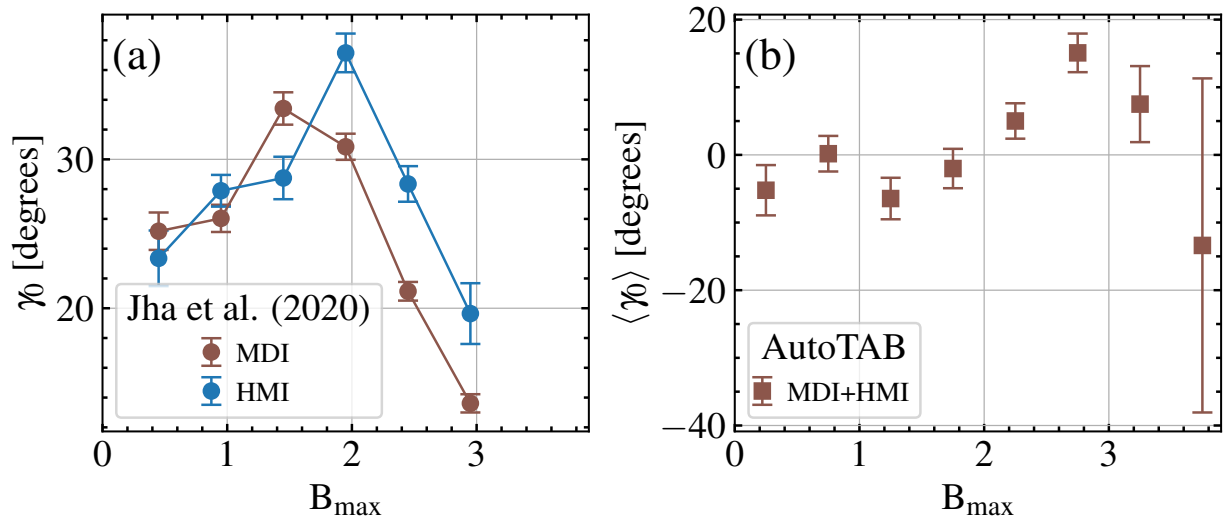 (a)
γ₀ [degrees]
30
20
Jha et al. (2020)
MDI
HMI
0 1 2 3
Bₘₐₓ
(b)
⟨γ₀⟩ [degrees]
20
0
−20
−40
AutoTAB
MDI+HMI
0 1 2 3
Bₘₐₓ